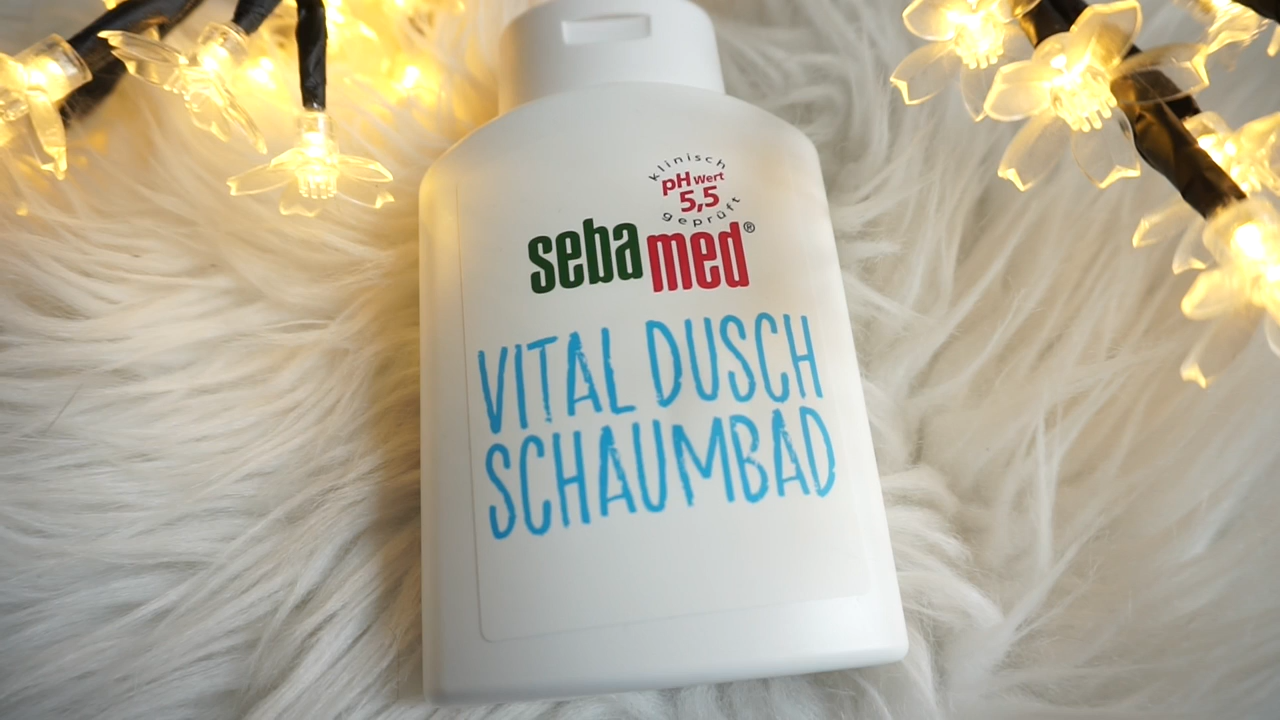 klinisch
pH Wert
5,5
geprüft
sebamed®
VITAL DUSCH
SCHAUMBAD